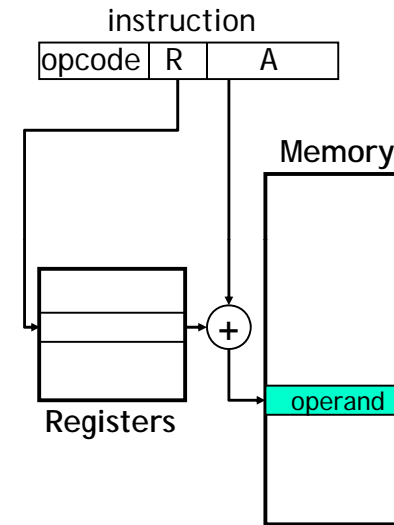 instruction
opcode R A
Memory
+
operand
Registers